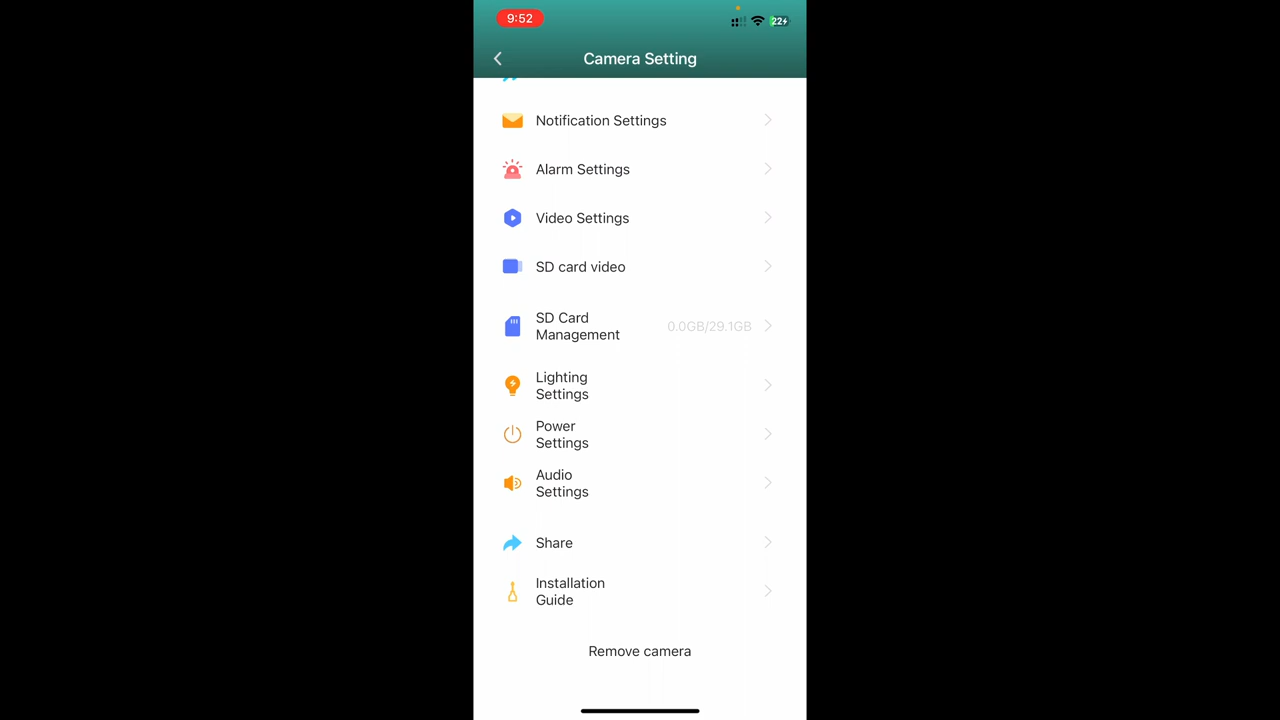 9:52
22
Camera Setting
Notification Settings
Alarm Settings
Video Settings
SD card video
SD Card
Management
0.0GB/29.1GB
Lighting
Settings
Power
Settings
Audio
Settings
Share
Installation
Guide
Remove camera